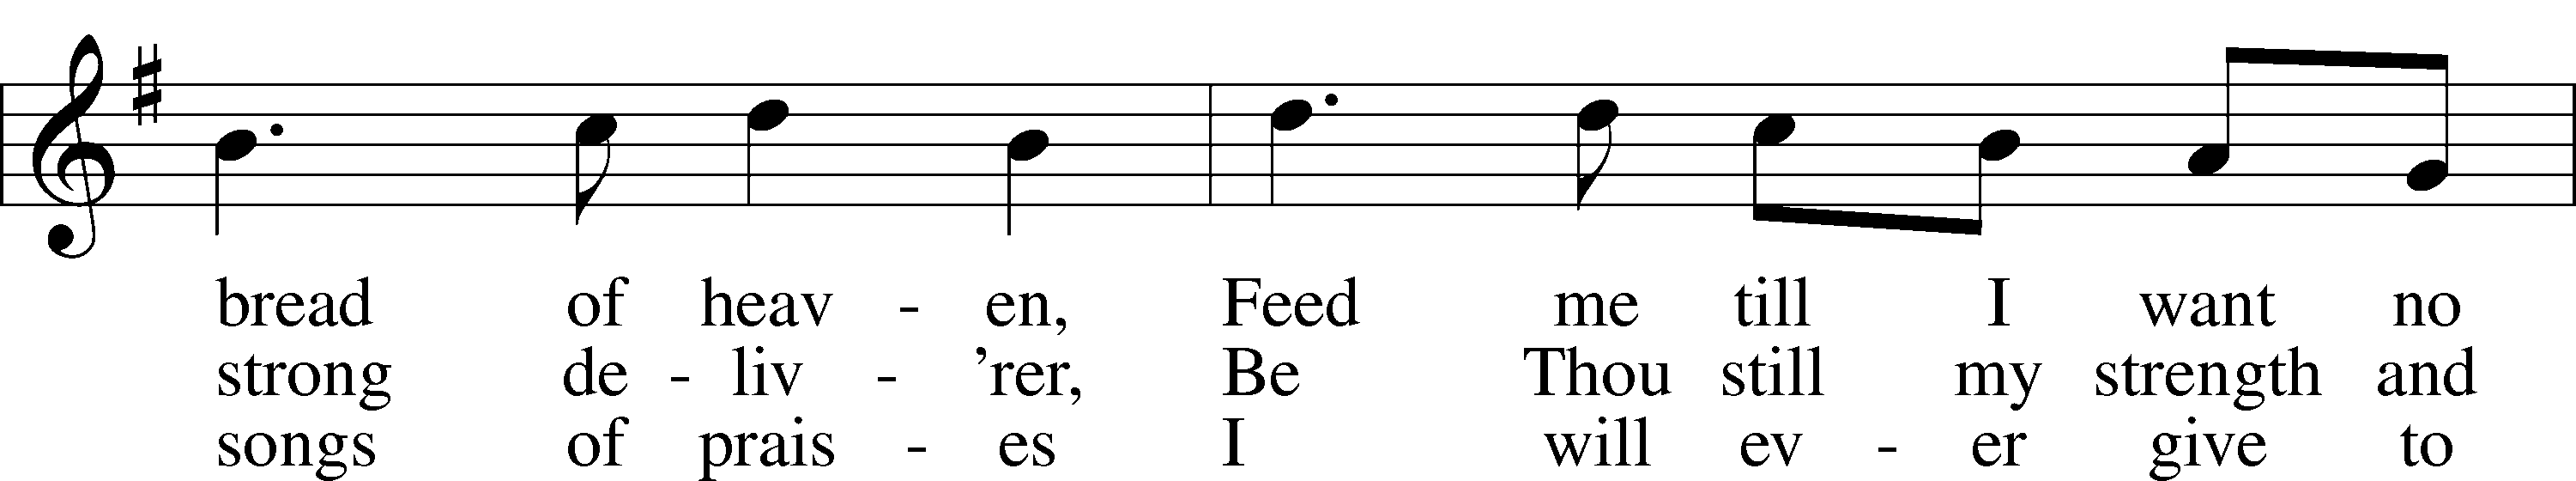 bread of heav - en, Feed me till I want no
strong de - liv - 'rer, Be Thou still my strength and
songs of prais - es I will ev - er give to